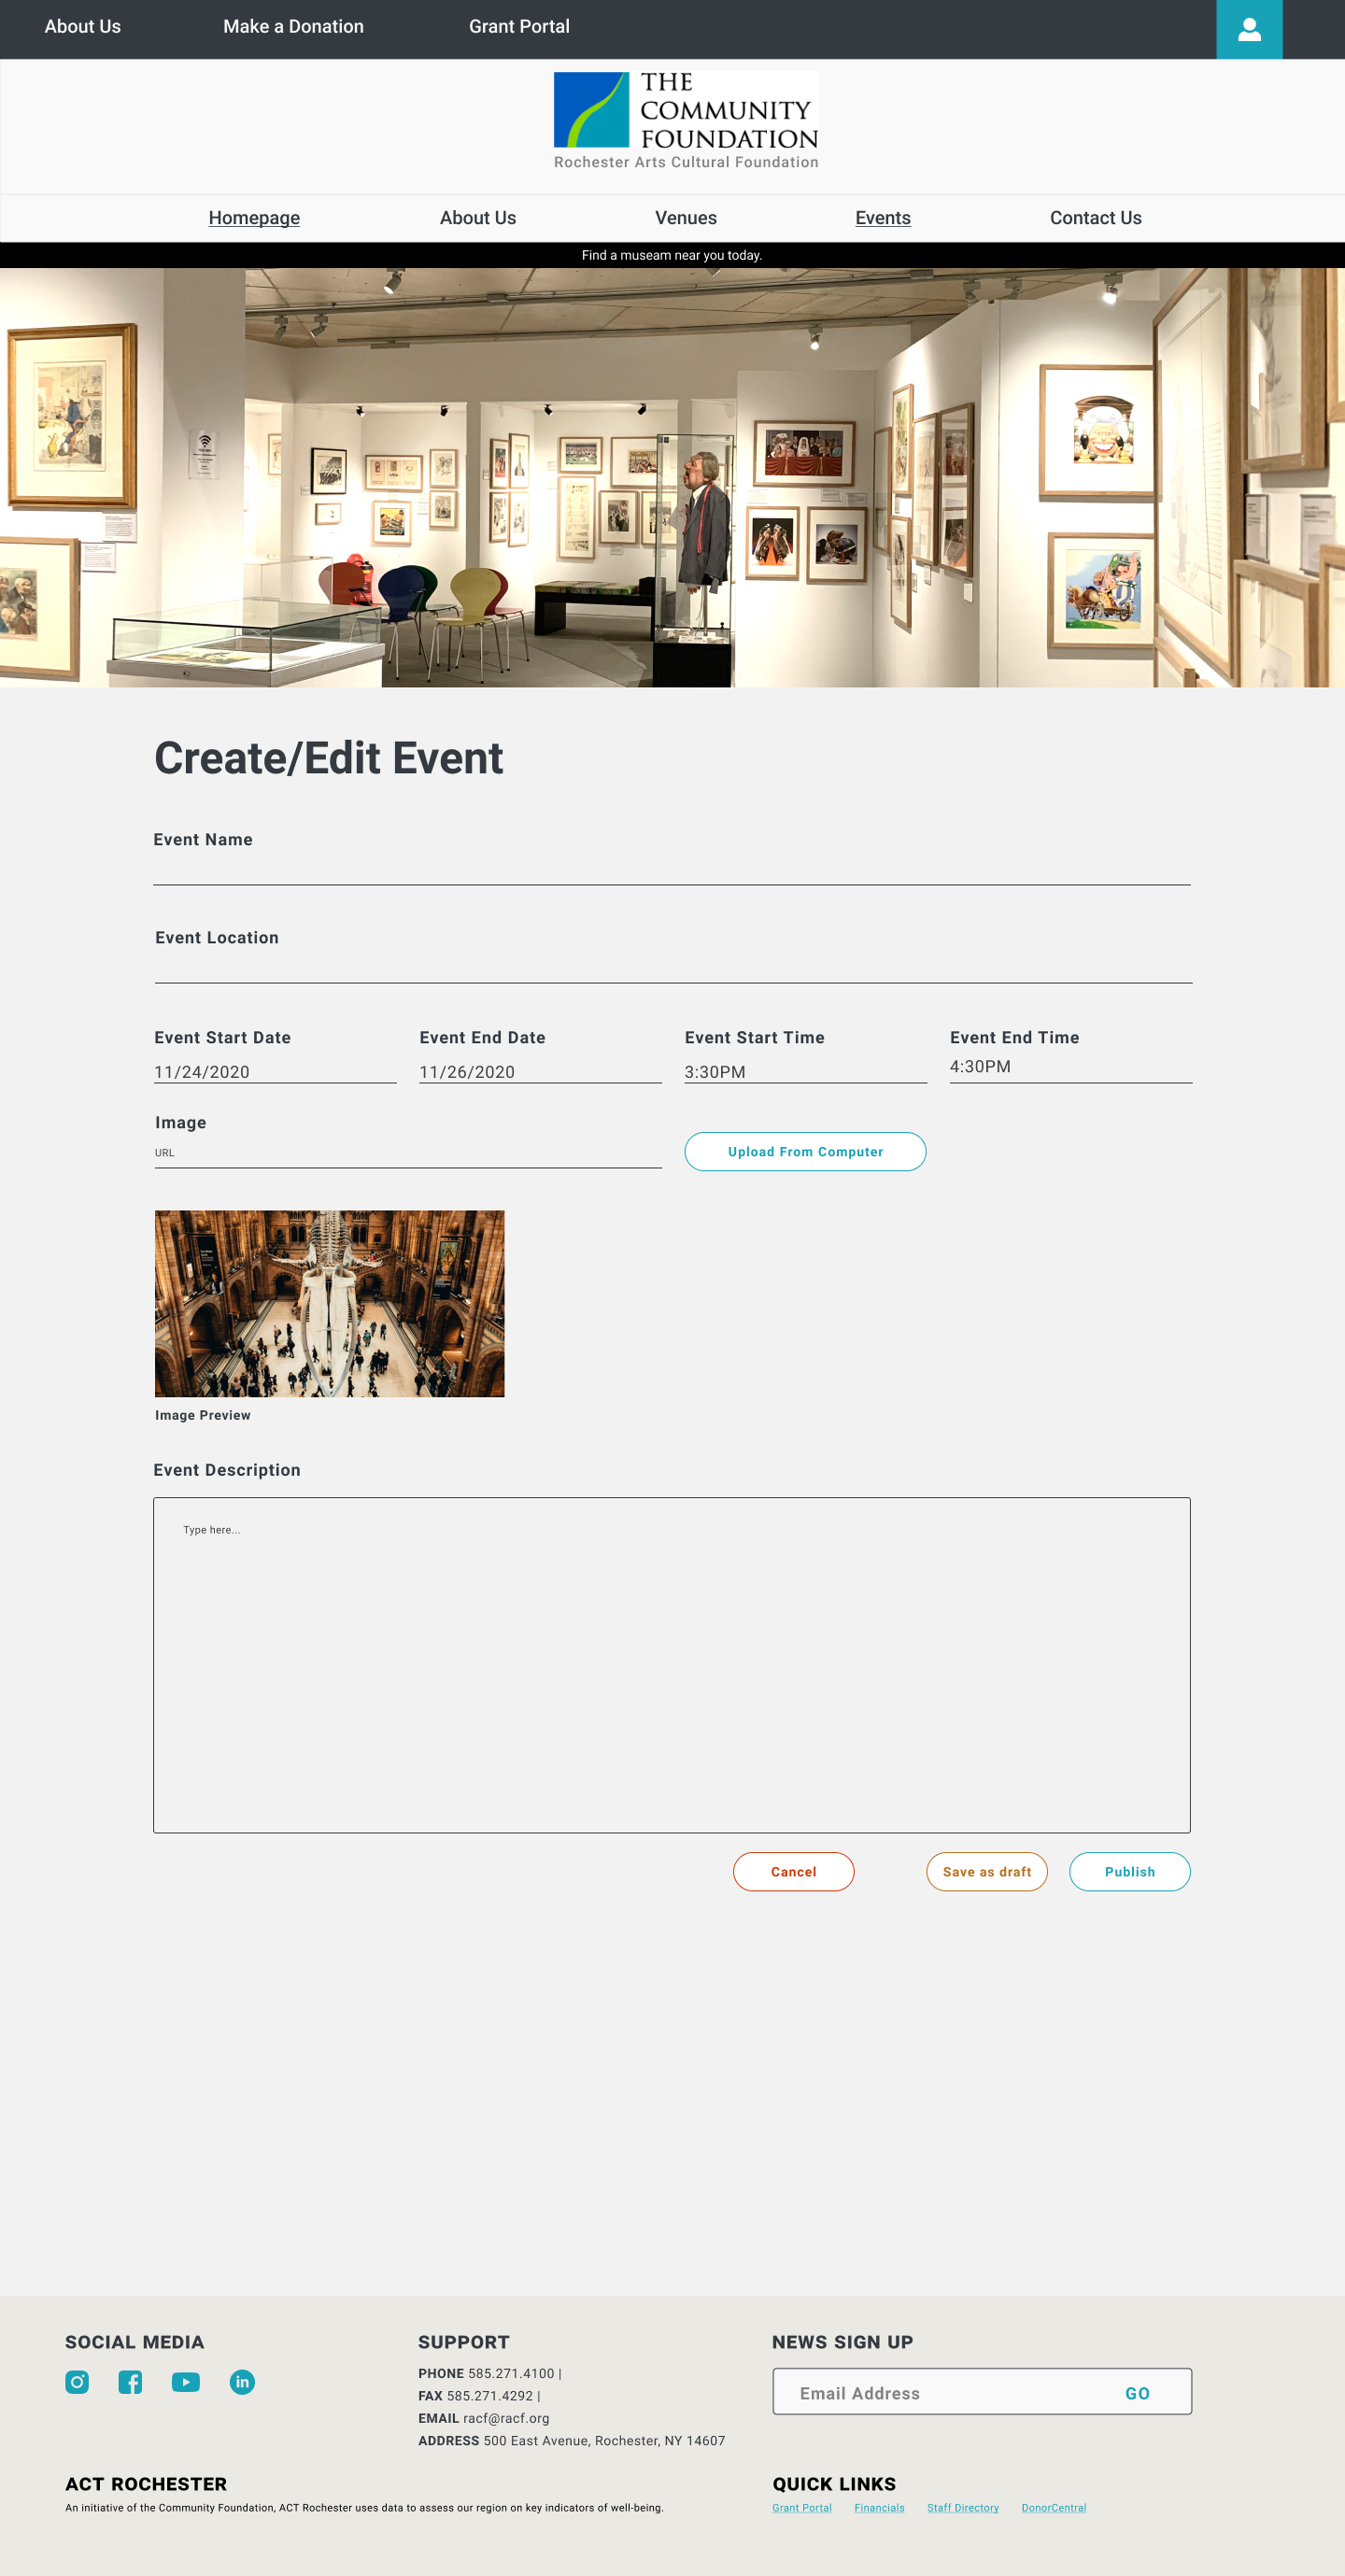 About Us Make a Donation Grant Portal
THE
COMMUNITY
FOUNDATION
Rochester Arts Cultural Foundation
Homepage About Us Venues Events Contact Us
Find a museam near you today.
Create/Edit Event
Event Name
Event Location
Event Start Date Event End Date Event Start Time Event End Time
11/24/2020 11/26/2020 3:30PM 4:30PM
Image
URL
Upload From Computer
Image Preview
Event Description
Type here...
Cancel Save as draft Publish
SOCIAL MEDIA
SUPPORT
PHONE 585.271.4100 |
FAX 585.271.4292 |
EMAIL racf@racf.org
ADDRESS 500 East Avenue, Rochester, NY 14607
NEWS SIGN UP
Email Address GO
ACT ROCHESTER
An initiative of the Community Foundation, ACT Rochester uses data to assess our region on key indicators of well-being.
QUICK LINKS
Grant Portal Financials Staff Directory DonorCentral